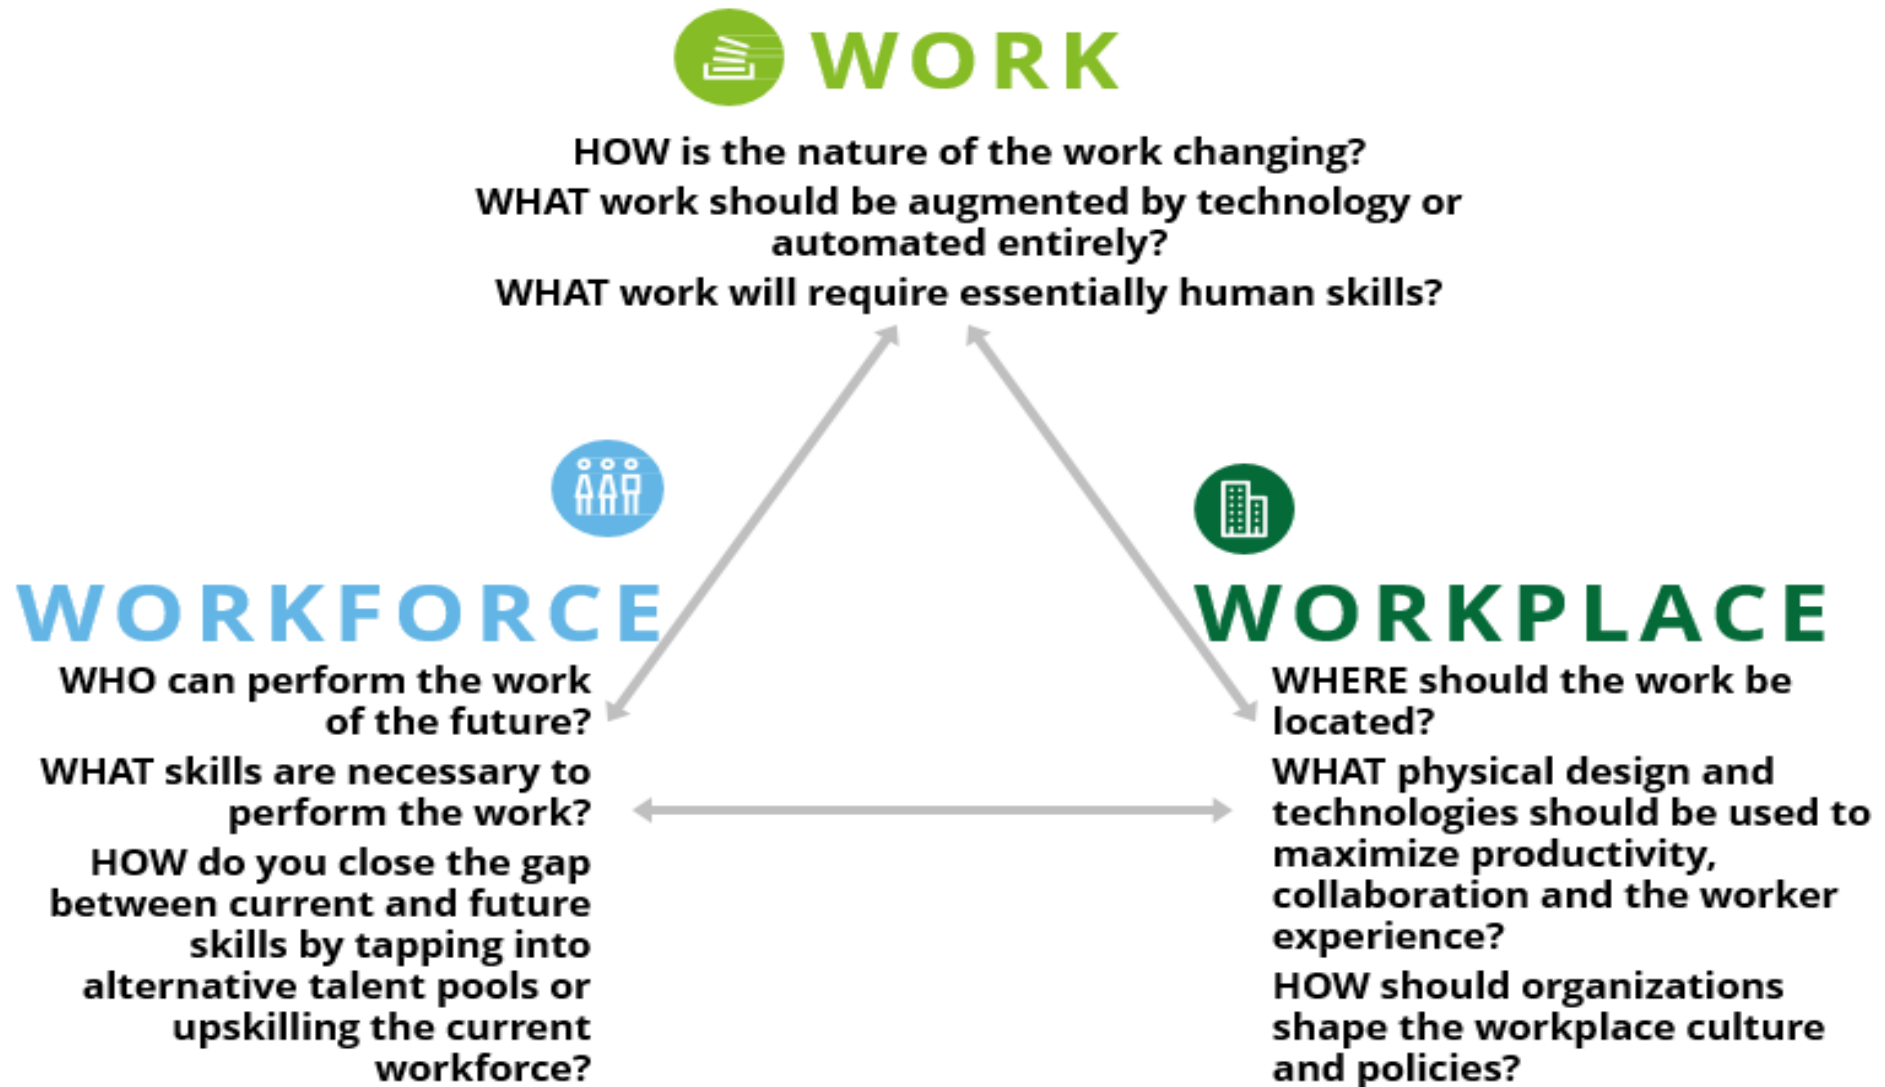 WORK
HOW is the nature of the work changing?
WHAT work should be augmented by technology or
automated entirely?
WHAT work will require essentially human skills?
WORKFORCE
WHO can perform the work
of the future?
WHAT skills are necessary to
perform the work?
HOW do you close the gap
between current and future
skills by tapping into
alternative talent pools or
upskilling the current
workforce?
WORKPLACE
WHERE should the work be
located?
WHAT physical design and
technologies should be used to
maximize productivity,
collaboration and the worker
experience?
HOW should organizations
shape the workplace culture
and policies?